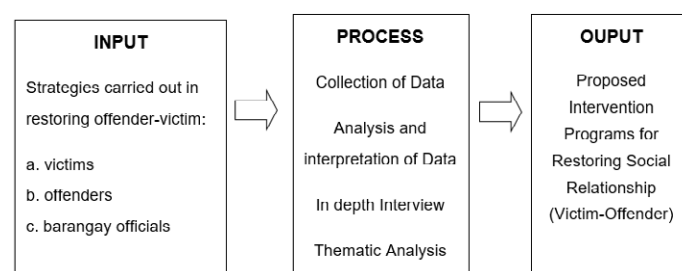 INPUT
Strategies carried out in
restoring offender-victim:
a. victims
b. offenders
c. barangay officials
PROCESS
Collection of Data
Analysis and
interpretation of Data
In depth Interview
Thematic Analysis
OUPUT
Proposed
Intervention
Programs for
Restoring Social
Relationship
(Victim-Offender)